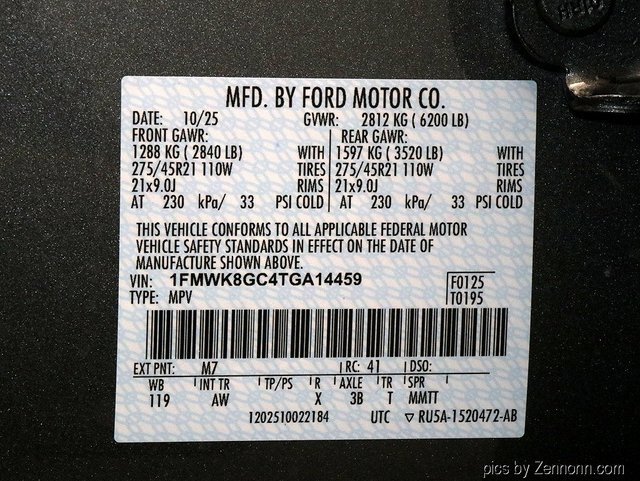 MFD. BY FORD MOTOR CO.
DATE: 10/25 GVWR: 2812 KG ( 6200 LB)
FRONT GAWR: REAR GAWR:
1288 KG ( 2840 LB) WITH 1597 KG ( 3520 LB) WITH
275/45R21 110W TIRES 275/45R21 110W TIRES
21x9.0J RIMS 21x9.0J RIMS
AT 230 kPa/ 33 PSI COLD AT 230 kPa/ 33 PSI COLD
THIS VEHICLE CONFORMS TO ALL APPLICABLE FEDERAL MOTOR
VEHICLE SAFETY STANDARDS IN EFFECT ON THE DATE OF
MANUFACTURE SHOWN ABOVE.
VIN: 1FMWK8GC4TGA14459 F0125
TYPE: MPV T0195
EXT PNT: M7 RC: 41 DSO:
WB INT TR TP/PS R AXLE TR SPR
119 AW X 3B T MMTT
1202510022184 UTC ▽ RU5A-1520472-AB
pics by Zennonn.com